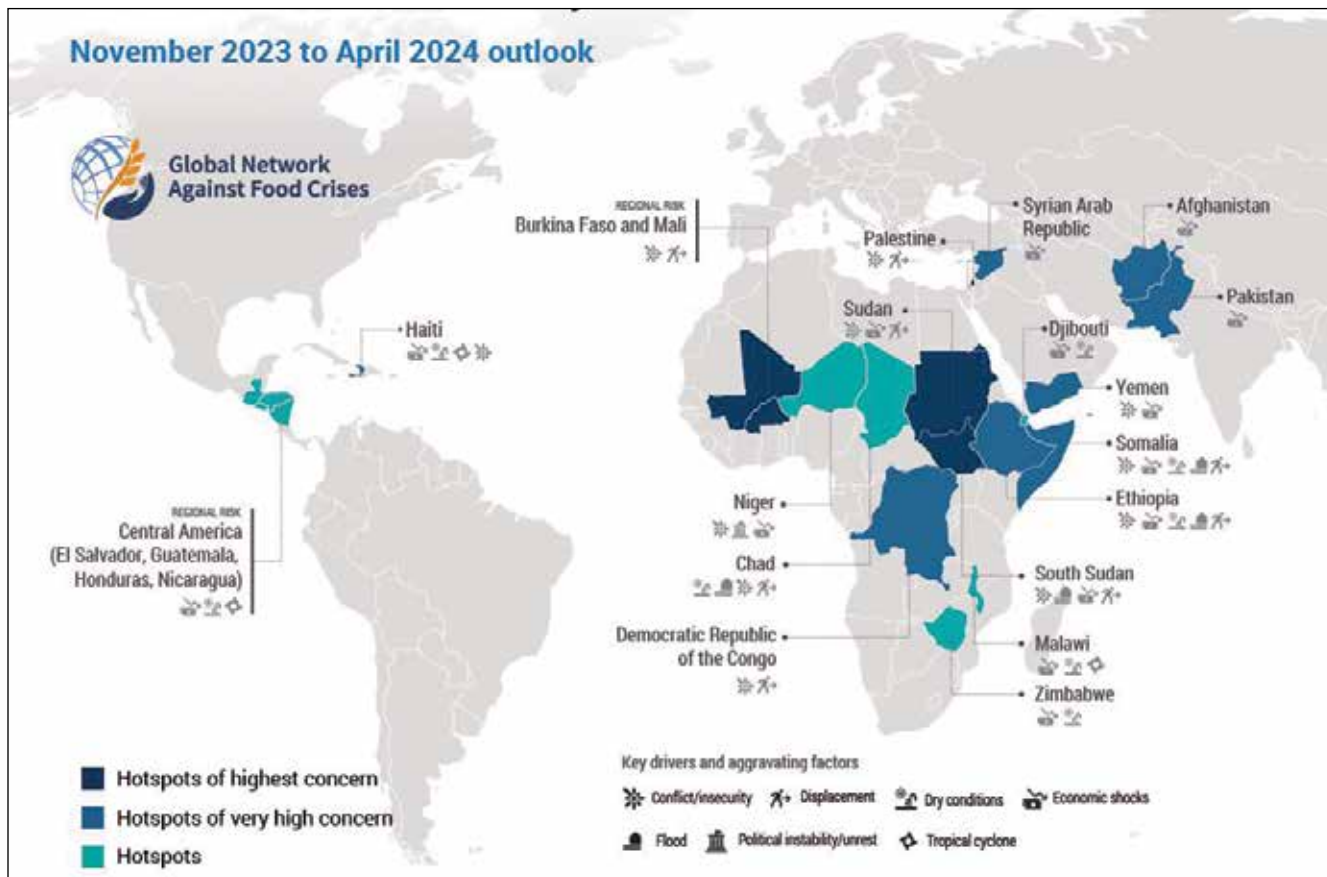 November 2023 to April 2024 outlook
Global Network
Against Food Crises
REGIONAL RISK
Burkina Faso and Mali
Palestine
Syrian Arab
Republic
Afghanistan
Pakistan
Haiti
Sudan
Djibouti
Yemen
Somalia
Ethiopia
REGIONAL RISK
Central America
(El Salvador, Guatemala,
Honduras, Nicaragua)
Niger
Chad
South Sudan
Democratic Republic
of the Congo
Malawi
Zimbabwe
Hotspots of highest concern
Hotspots of very high concern
Hotspots
Key drivers and aggravating factors
Conflict/insecurity Displacement Dry conditions Economic shocks
Flood Political instability/unrest Tropical cyclone